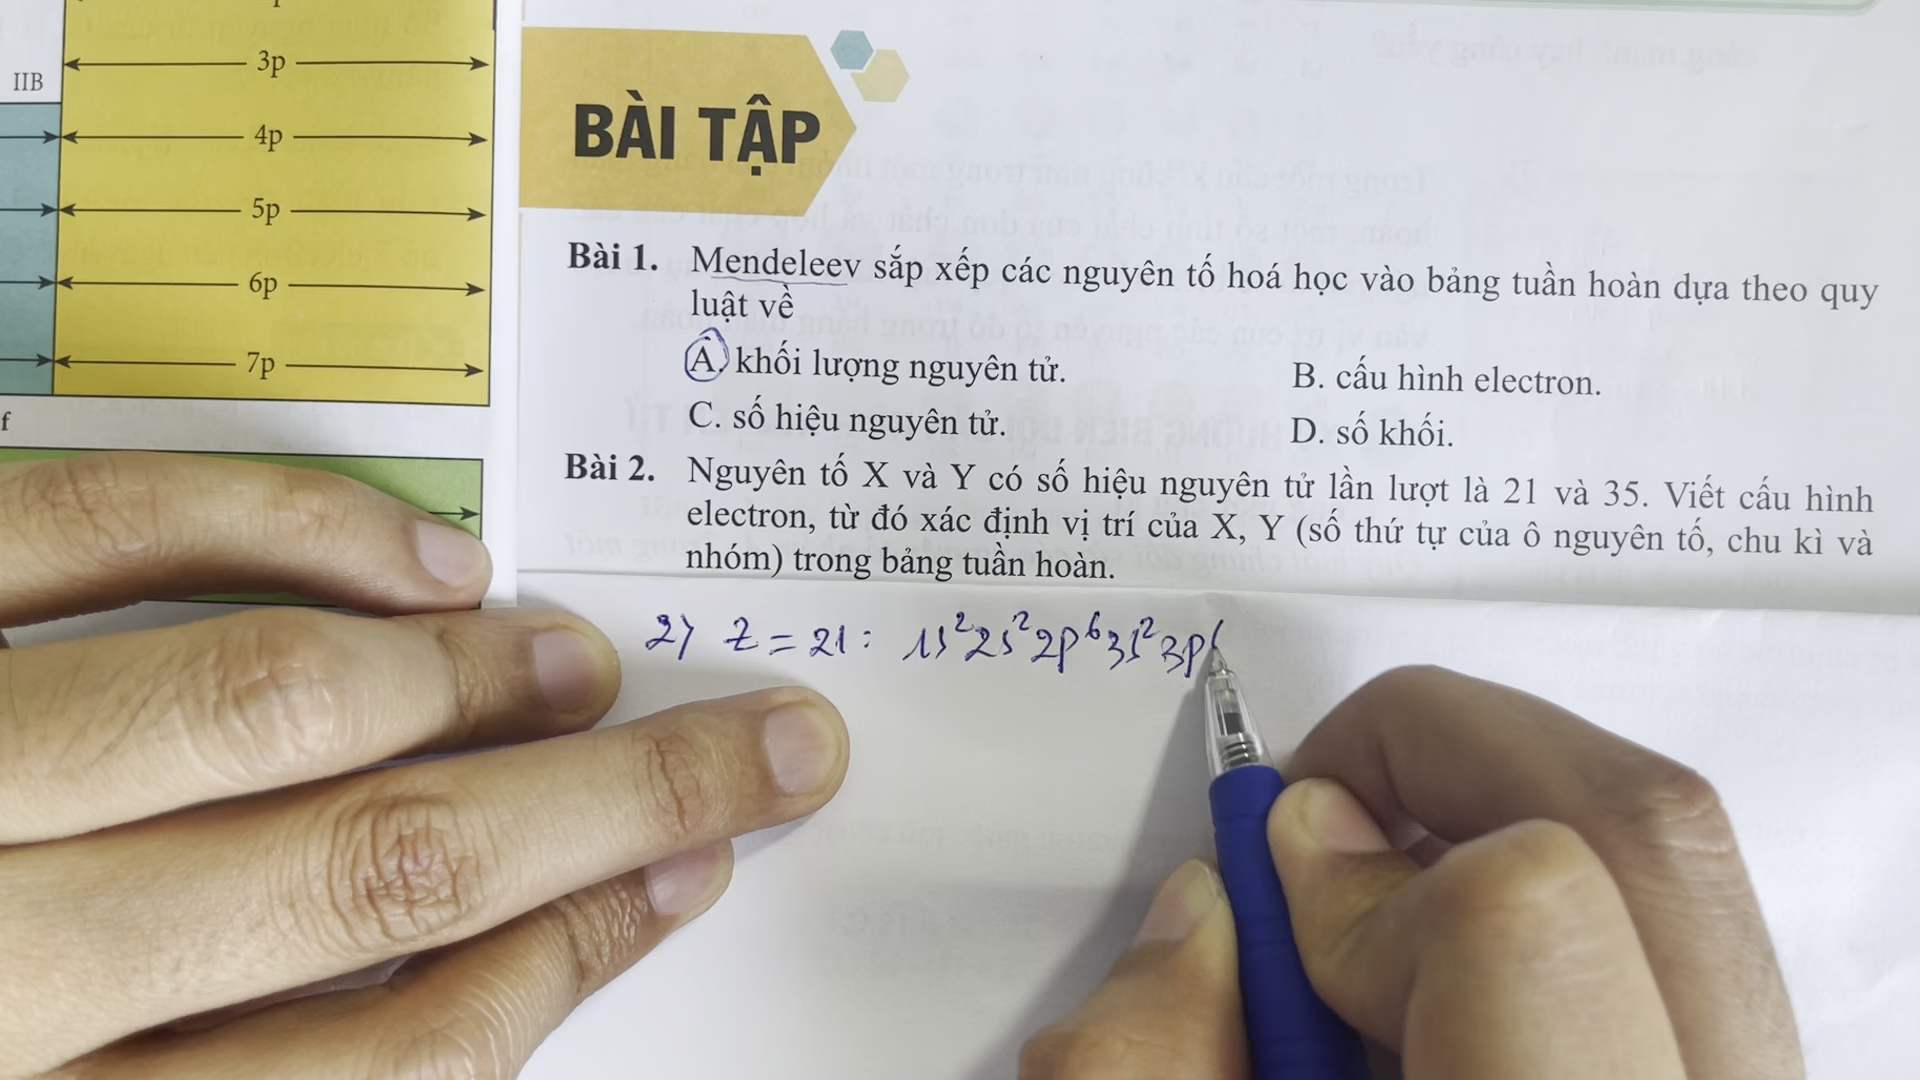 3p
IIB
4p
5p
6p
7p
f
BÀI TẬP
Bài 1. Mendeleev sắp xếp các nguyên tố hoá học vào bảng tuần hoàn dựa theo quy
luật về
A. khối lượng nguyên tử. B. cấu hình electron.
C. số hiệu nguyên tử. D. số khối.
Bài 2. Nguyên tố X và Y có số hiệu nguyên tử lần lượt là 21 và 35. Viết cấu hình
electron, từ đó xác định vị trí của X, Y (số thứ tự của ô nguyên tố, chu kì và
nhóm) trong bảng tuần hoàn.
2) Z = 21: 1s²2s²2p⁶3s²3p